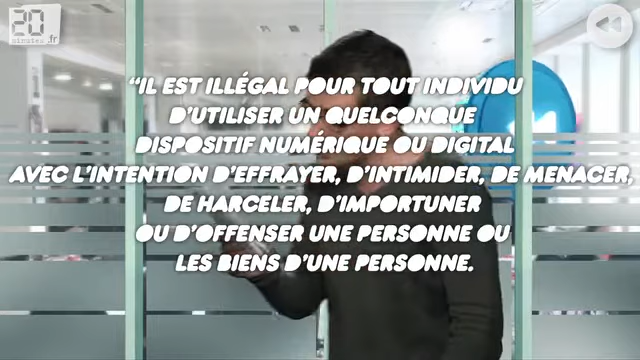 20
minutes.fr
“IL EST ILLÉGAL POUR TOUT INDIVIDU
D’UTILISER UN QUELCONQUE
DISPOSITIF NUMÉRIQUE OU DIGITAL
AVEC L’INTENTION D’EFFRAYER, D’INTIMIDER, DE MENACER,
DE HARCELER, D’IMPORTUNER
OU D’OFFENSER UNE PERSONNE OU
LES BIENS D’UNE PERSONNE.